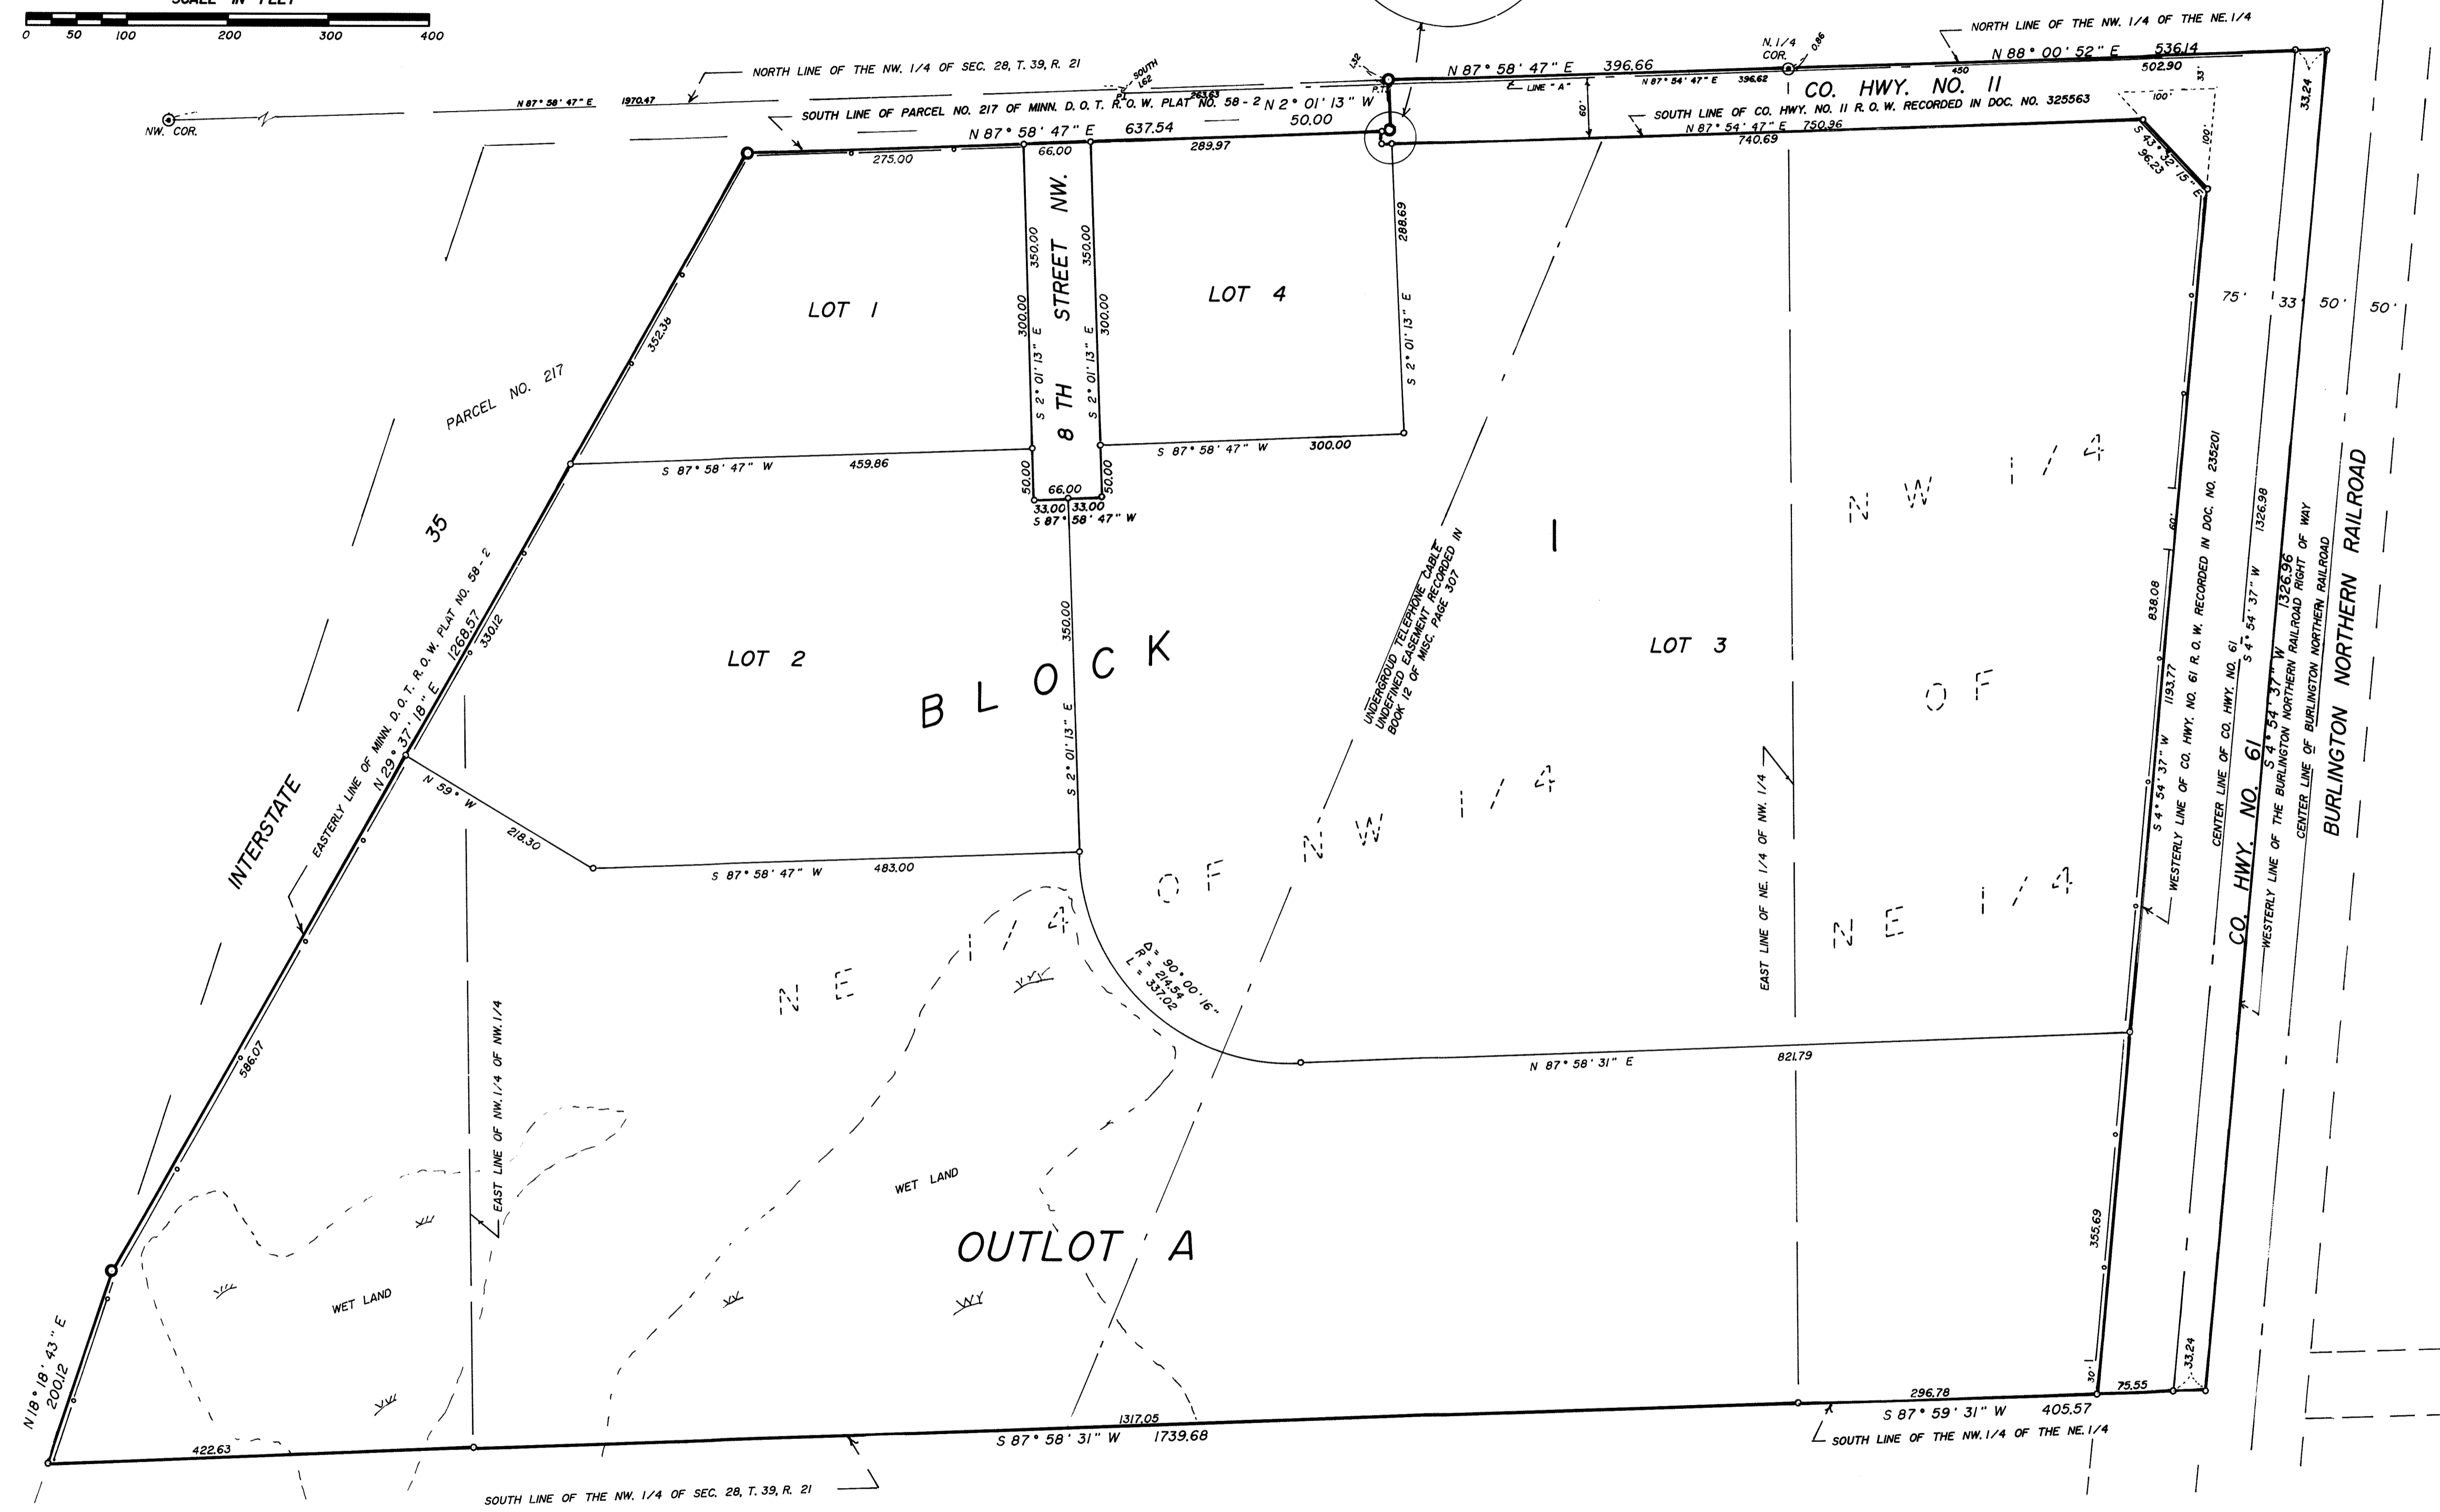 SCALE IN FEET
0 50 100 200 300 400
NORTH LINE OF THE NW. 1/4 OF THE NE. 1/4
N. 1/4
COR.
0.86
N 88° 00' 52" E 536.14
450
502.90
33'
33.24
NORTH LINE OF THE NW. 1/4 OF SEC. 28, T. 39, R. 21
SOUTH
1.62
1.32
N 87° 58' 47" E 396.66
LINE "A"
N 87° 54' 47" E 396.62
CO. HWY. NO. 11
N 87° 58' 47" E 1970.47
NW. COR.
263.63
P.T.
60'
100'
100'
SOUTH LINE OF PARCEL NO. 217 OF MINN. D.O.T. R.O.W. PLAT NO. 58-2
N 2° 01' 13" W
50.00
SOUTH LINE OF CO. HWY. NO. 11 R.O.W. RECORDED IN DOC. NO. 325563
N 87° 54' 47" E 750.96
740.69
N 87° 58' 47" E 637.54
275.00
66.00
289.97
S 43° 32' 15" E
96.23
288.69
S 2° 01' 13" E
350.00
350.00
300.00
300.00
S 2° 01' 13" E
S 2° 01' 13" E
8 TH STREET NW.
LOT 1
LOT 4
75' 33' 50' 50'
352.38
PARCEL NO. 217
S 87° 58' 47" W 459.86
S 87° 58' 47" W 300.00
50.00
50.00
66.00
33.00 33.00
S 87° 58' 47" W
NW 1/4
OF
NE 1/4
1
35
INTERSTATE
EASTERLY LINE OF MINN. D.O.T. R.O.W. PLAT NO. 58-2
N 29° 37' 18" E 1268.57
330.12
350.00
S 2° 01' 13" E
LOT 2
BLOCK
LOT 3
UNDERGROUD TELEPHONE CABLE
UNDEFINED EASEMENT RECORDED IN
BOOK 12 OF MISC. PAGE 307
EAST LINE OF NE. 1/4 OF NW. 1/4
60'
838.08
S 4° 54' 37" W 1193.77
WESTERLY LINE OF CO. HWY. NO. 61 R.O.W. RECORDED IN DOC. NO. 235201
CENTER LINE OF CO. HWY. NO. 61
S 4° 54' 37" W 1326.98
CO. HWY. NO. 61
S 4° 54' 37" W 1326.96
WESTERLY LINE OF THE BURLINGTON NORTHERN RAILROAD RIGHT OF WAY
CENTER LINE OF BURLINGTON NORTHERN RAILROAD
BURLINGTON NORTHERN RAILROAD
N 59° W
218.30
S 87° 58' 47" W 483.00
NE 1/4 OF NW 1/4
Δ = 90° 00' 16"
R = 214.54
L = 337.02
N 87° 58' 31" E 821.79
586.07
EAST LINE OF NW. 1/4 OF NW. 1/4
WET LAND
OUTLOT A
WET LAND
355.69
N 18° 18' 43" E
200.12
30'
33.24
75.55
296.78
S 87° 59' 31" W 405.57
SOUTH LINE OF THE NW. 1/4 OF THE NE. 1/4
1317.05
S 87° 58' 31" W 1739.68
422.63
SOUTH LINE OF THE NW. 1/4 OF SEC. 28, T. 39, R. 21